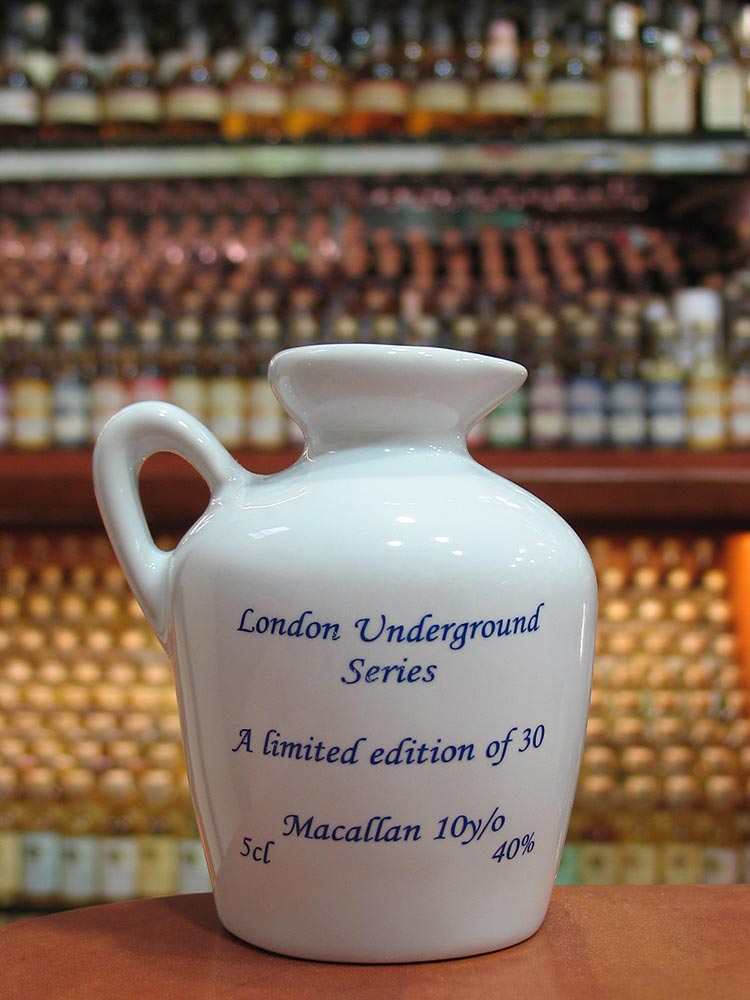 London Underground
Series
A limited edition of 30
Macallan 10y/o
5cl 40%